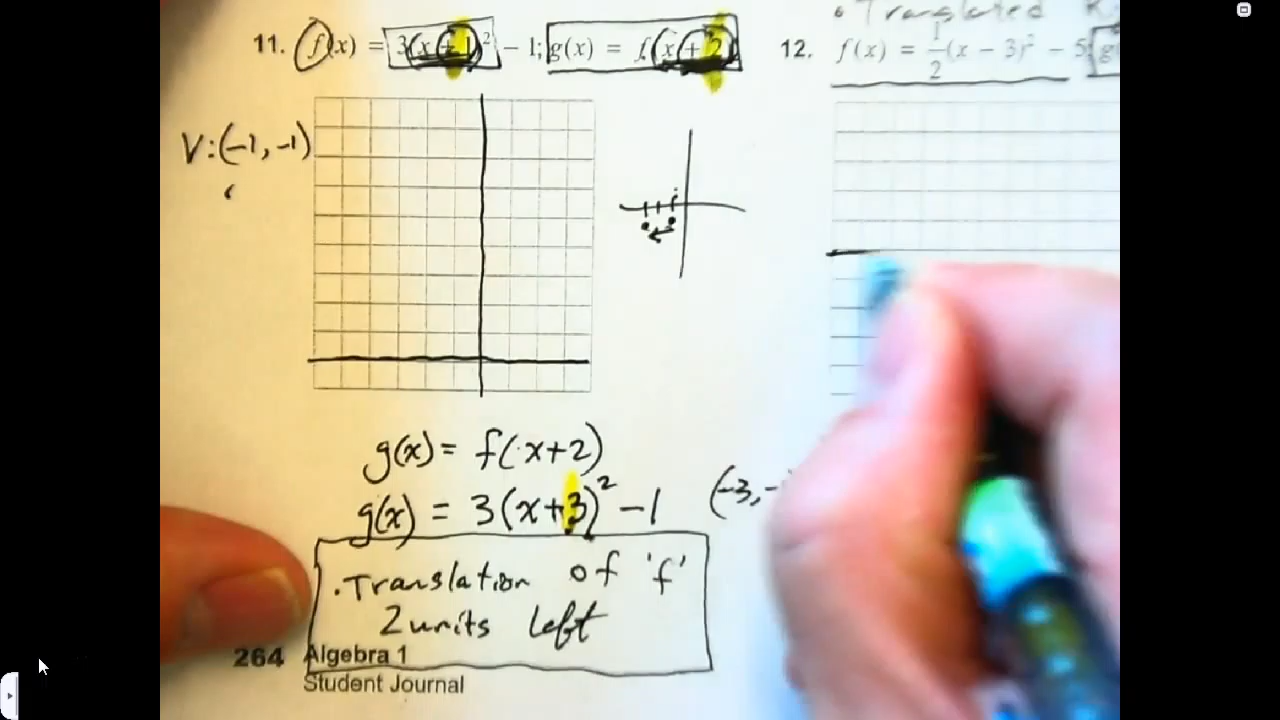 11. f(x) = 3(x + 1)² − 1; g(x) = f(x + 2)
V:(-1, -1)
g(x) = f(x+2)
g(x) = 3(x+3)² -1
.Translation of 'f'
2 units left
264 Algebra 1
Student Journal
(-3,-
• Translated
12. f(x) = 1/2(x − 3)² − 5; g(